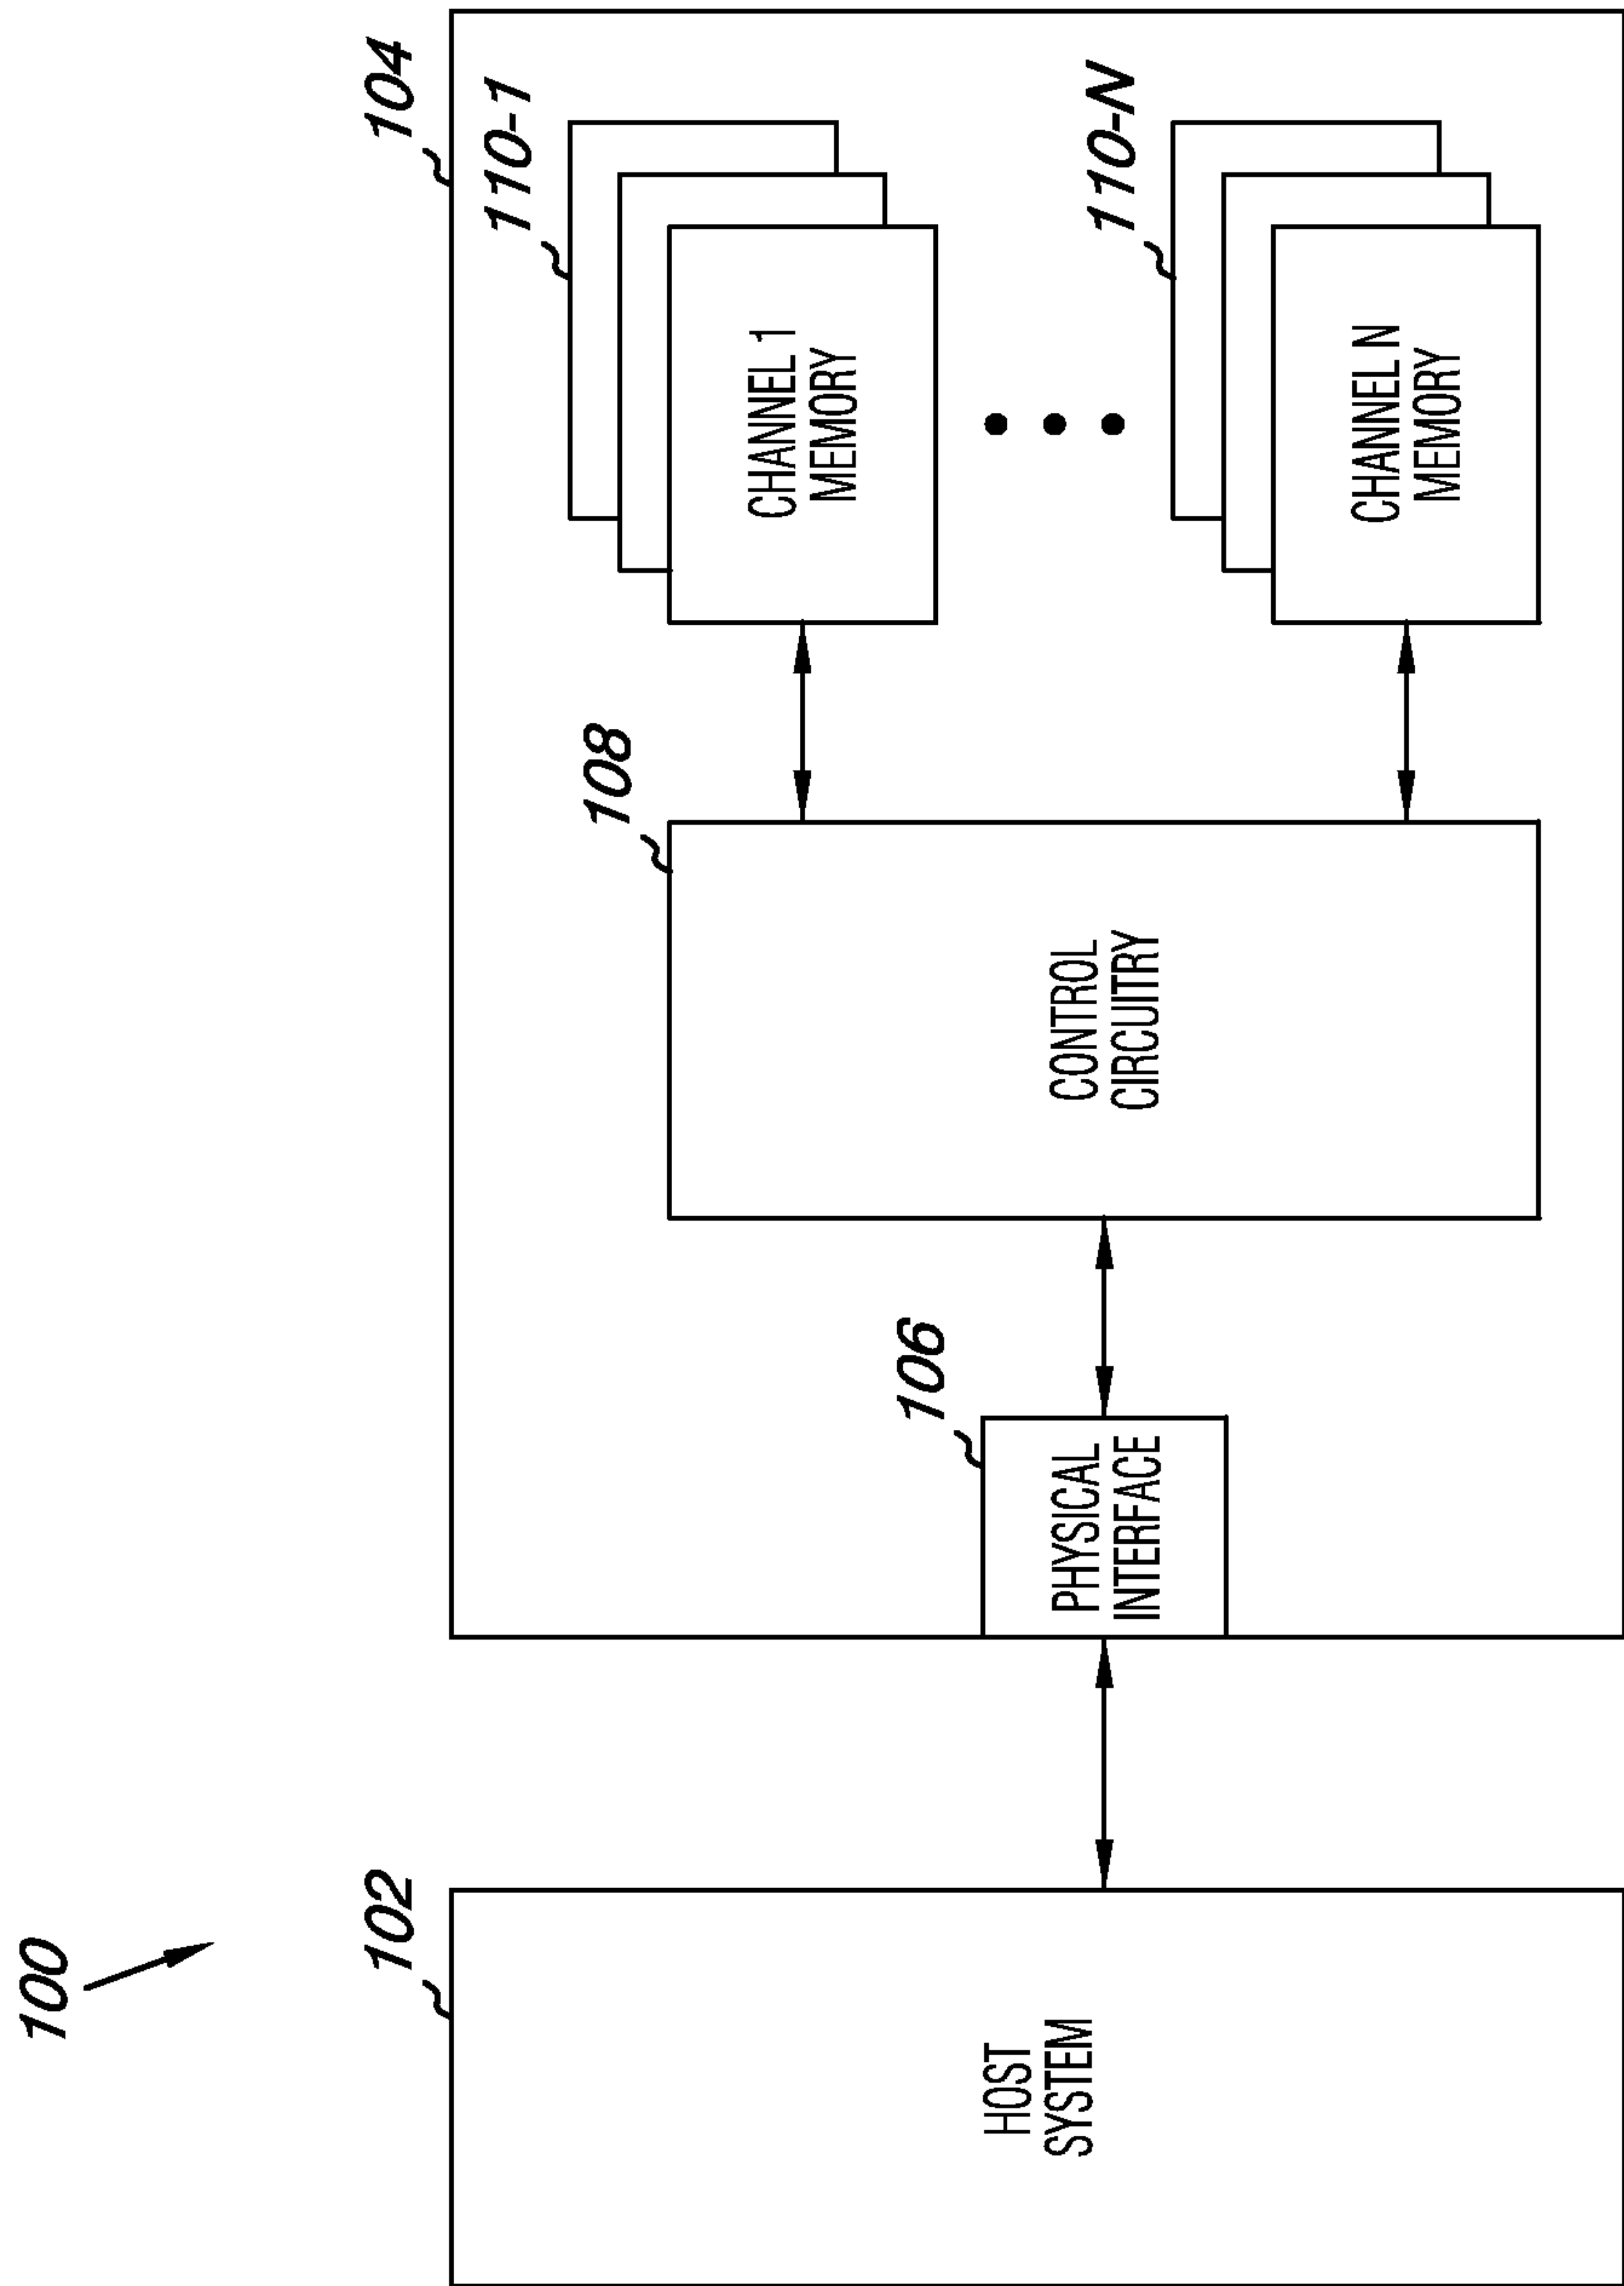 100
102
HOST
SYSTEM
104
106
PHYSICAL
INTERFACE
108
CONTROL
CIRCUITRY
110-1
CHANNEL 1
MEMORY
110-N
CHANNEL N
MEMORY